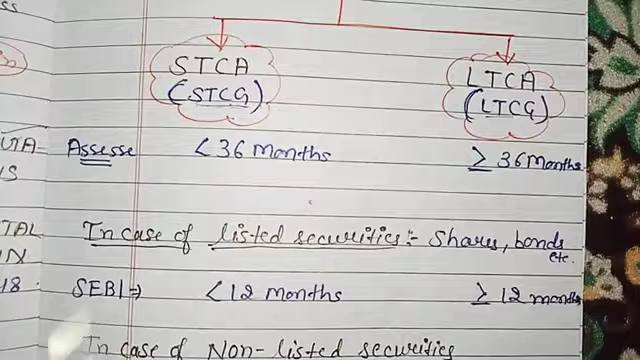 STCA LTCA
(STCG) (LTCG)
Assesse < 36 Months ≥ 36 Months
In case of listed securities:- Shares, bonds
etc.
SEBI⇒ < 12 months ≥ 12 months
In case of Non-listed securities